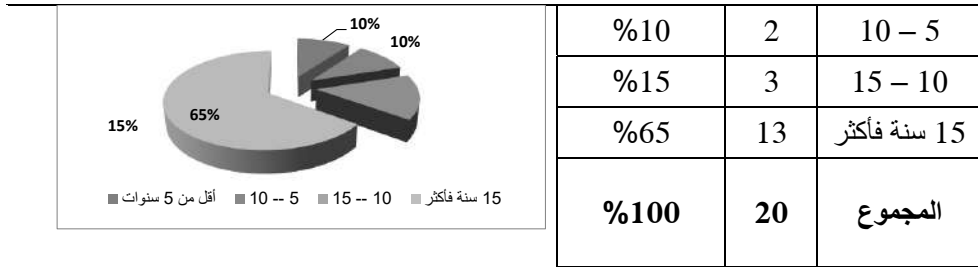 10%
10%
15%
65%
أقل من 5 سنوات 5 -- 10 10 -- 15 15 سنة فأكثر
5 – 10 2 %10
10 – 15 3 %15
15 سنة فأكثر 13 %65
المجموع 20 %100